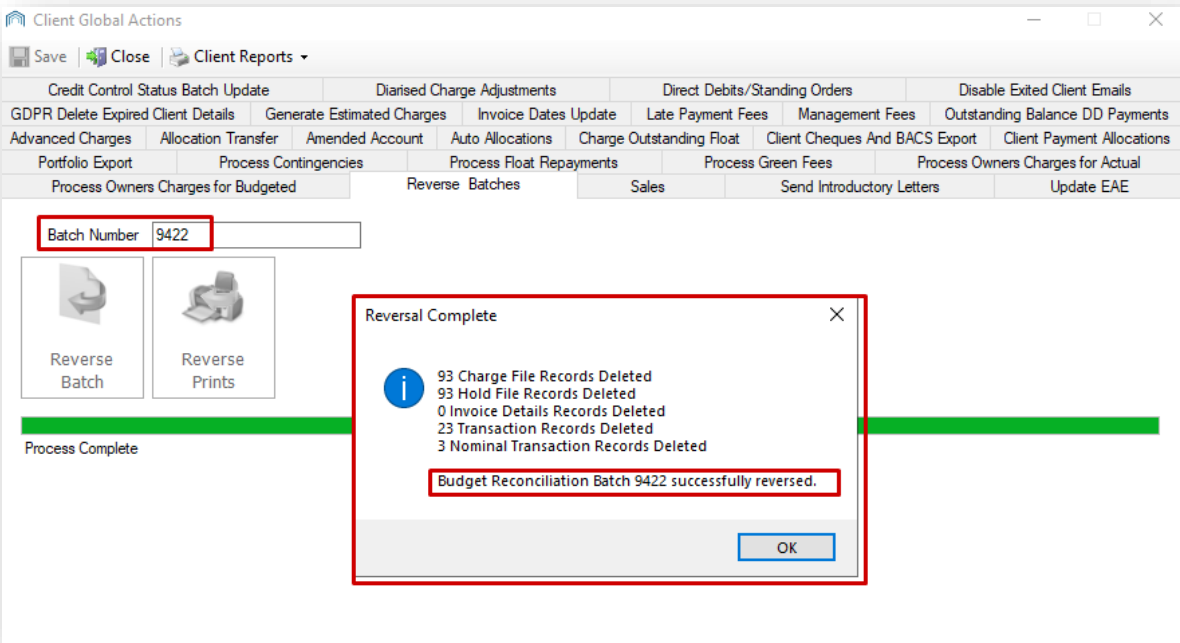 Client Global Actions
Save Close Client Reports
Credit Control Status Batch Update Diarised Charge Adjustments Direct Debits/Standing Orders Disable Exited Client Emails
GDPR Delete Expired Client Details Generate Estimated Charges Invoice Dates Update Late Payment Fees Management Fees Outstanding Balance DD Payments
Advanced Charges Allocation Transfer Amended Account Auto Allocations Charge Outstanding Float Client Cheques And BACS Export Client Payment Allocations
Portfolio Export Process Contingencies Process Float Repayments Process Green Fees Process Owners Charges for Actual
Process Owners Charges for Budgeted Reverse Batches Sales Send Introductory Letters Update EAE
Batch Number 9422
Reverse Batch
Reverse Prints
Process Complete
Reversal Complete
93 Charge File Records Deleted
93 Hold File Records Deleted
0 Invoice Details Records Deleted
23 Transaction Records Deleted
3 Nominal Transaction Records Deleted
Budget Reconciliation Batch 9422 successfully reversed.
OK